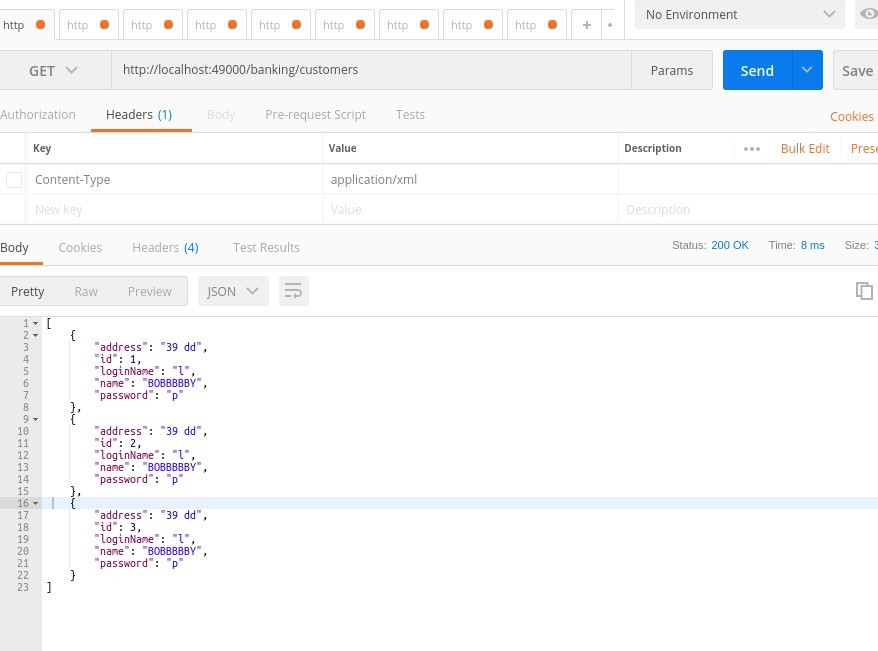 http http http http http http http http http + No Environment
GET http://localhost:49000/banking/customers Params Send Save
Authorization Headers (1) Body Pre-request Script Tests Cookies
Key Value Description ••• Bulk Edit Prese
Content-Type application/xml
New key Value Description
Body Cookies Headers (4) Test Results Status: 200 OK Time: 8 ms Size: 3
Pretty Raw Preview JSON
1 [
2 {
3 "address": "39 dd",
4 "id": 1,
5 "loginName": "l",
6 "name": "BOBBBBBY",
7 "password": "p"
8 },
9 {
10 "address": "39 dd",
11 "id": 2,
12 "loginName": "l",
13 "name": "BOBBBBBY",
14 "password": "p"
15 },
16 {
17 "address": "39 dd",
18 "id": 3,
19 "loginName": "l",
20 "name": "BOBBBBBY",
21 "password": "p"
22 }
23 ]